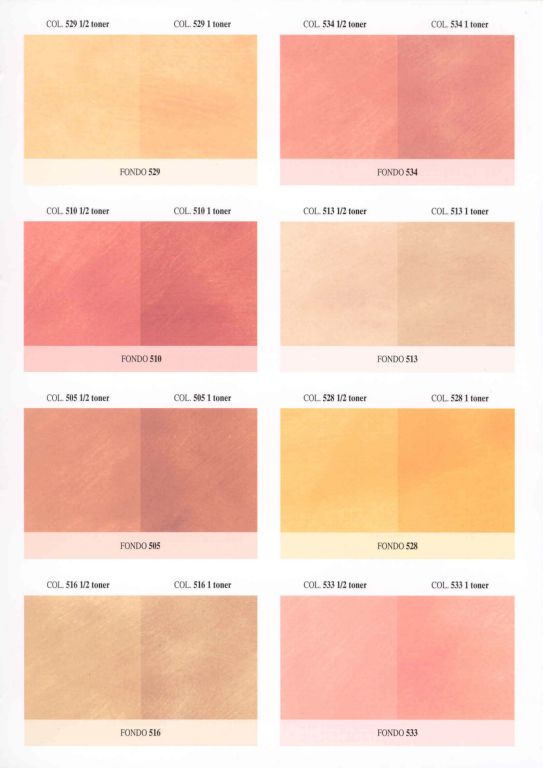 COL. 529 1/2 toner COL. 529 1 toner
FONDO 529
COL. 534 1/2 toner COL. 534 1 toner
FONDO 534
COL. 510 1/2 toner COL. 510 1 toner
FONDO 510
COL. 513 1/2 toner COL. 513 1 toner
FONDO 513
COL. 505 1/2 toner COL. 505 1 toner
FONDO 505
COL. 528 1/2 toner COL. 528 1 toner
FONDO 528
COL. 516 1/2 toner COL. 516 1 toner
FONDO 516
COL. 533 1/2 toner COL. 533 1 toner
FONDO 533